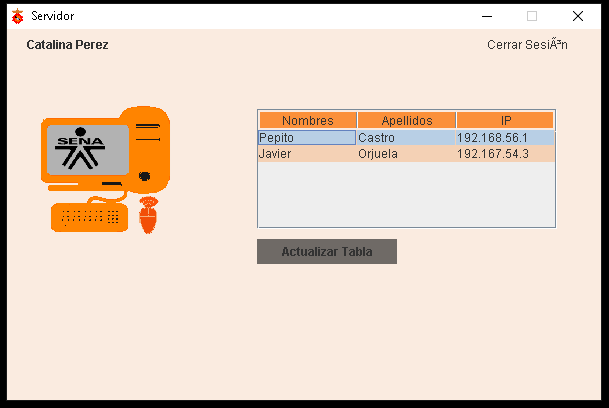 Servidor
Catalina Perez
Cerrar SesiÃ³n
SENA
Nombres Apellidos IP
Pepito Castro 192.168.56.1
Javier Orjuela 192.167.54.3
Actualizar Tabla